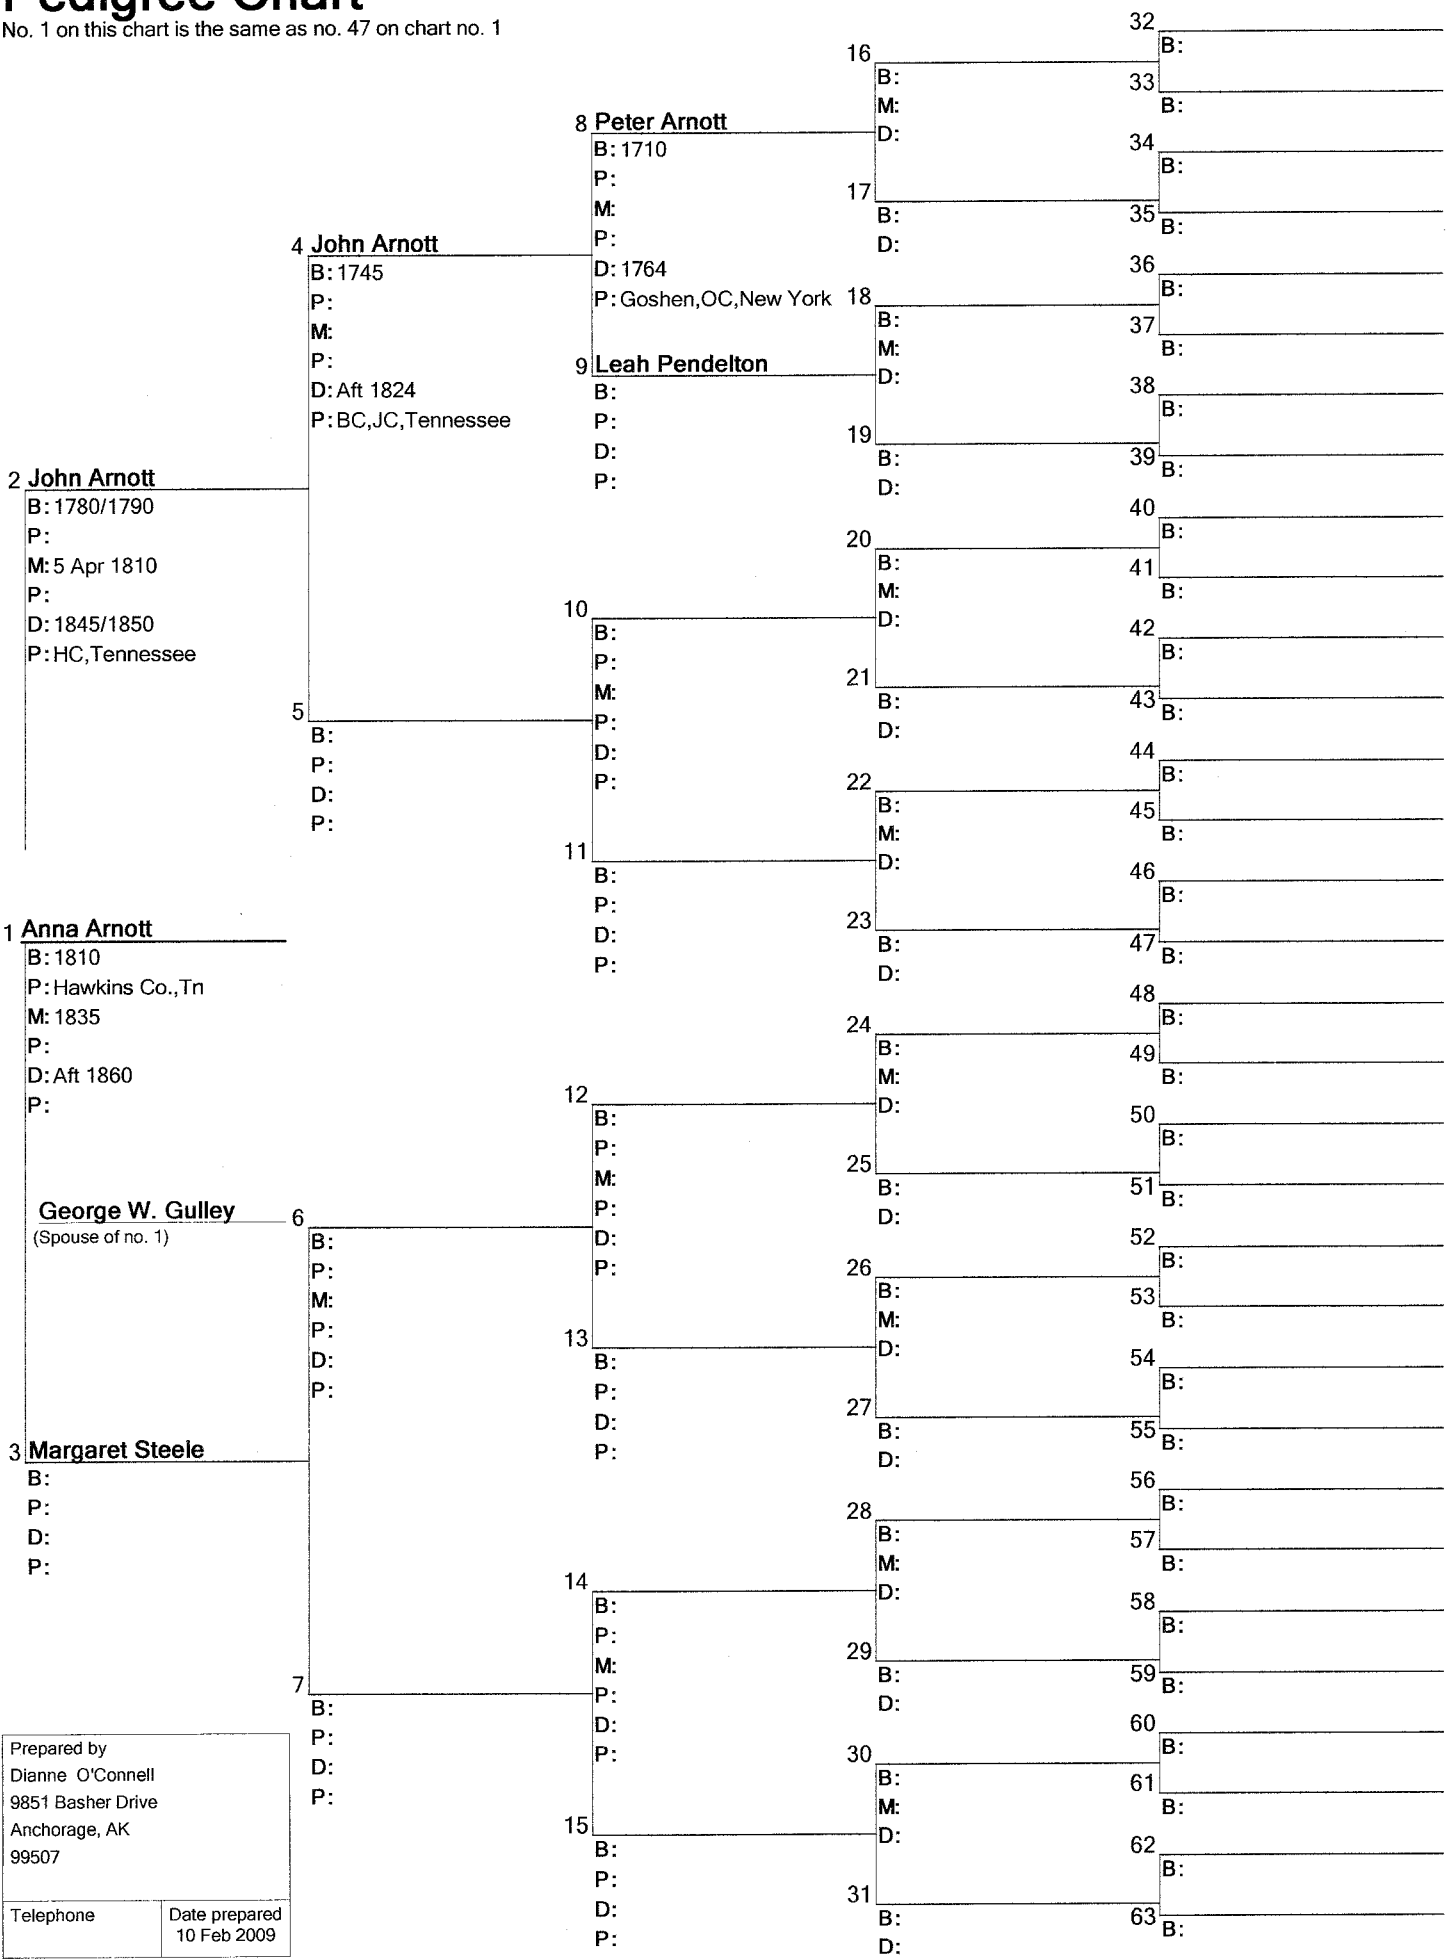 Pedigree Chart
No. 1 on this chart is the same as no. 47 on chart no. 1
1 Anna Arnott
B: 1810
P: Hawkins Co.,Tn
M: 1835
P:
D: Aft 1860
P:
George W. Gulley
(Spouse of no. 1)
2 John Arnott
B: 1780/1790
P:
M: 5 Apr 1810
P:
D: 1845/1850
P: HC,Tennessee
3 Margaret Steele
B:
P:
D:
P:
4 John Arnott
B: 1745
P:
M:
P:
D: Aft 1824
P: BC,JC,Tennessee
5
B:
P:
D:
P:
6
B:
P:
M:
P:
D:
P:
7
B:
P:
D:
P:
8 Peter Arnott
B: 1710
P:
M:
P:
D: 1764
P: Goshen,OC,New York
9 Leah Pendelton
B:
P:
D:
P:
10
B:
P:
M:
P:
D:
P:
11
B:
P:
D:
P:
12
B:
P:
M:
P:
D:
P:
13
B:
P:
D:
P:
14
B:
P:
M:
P:
D:
P:
15
B:
P:
D:
P:
16
B:
M:
D:
17
B:
D:
18
B:
M:
D:
19
B:
D:
20
B:
M:
D:
21
B:
D:
22
B:
M:
D:
23
B:
D:
24
B:
M:
D:
25
B:
D:
26
B:
M:
D:
27
B:
D:
28
B:
M:
D:
29
B:
D:
30
B:
M:
D:
31
B:
D:
32
B:
33
B:
34
B:
35
B:
36
B:
37
B:
38
B:
39
B:
40
B:
41
B:
42
B:
43
B:
44
B:
45
B:
46
B:
47
B:
48
B:
49
B:
50
B:
51
B:
52
B:
53
B:
54
B:
55
B:
56
B:
57
B:
58
B:
59
B:
60
B:
61
B:
62
B:
63
B:
Prepared by
Dianne O'Connell
9851 Basher Drive
Anchorage, AK
99507
Telephone
Date prepared
10 Feb 2009